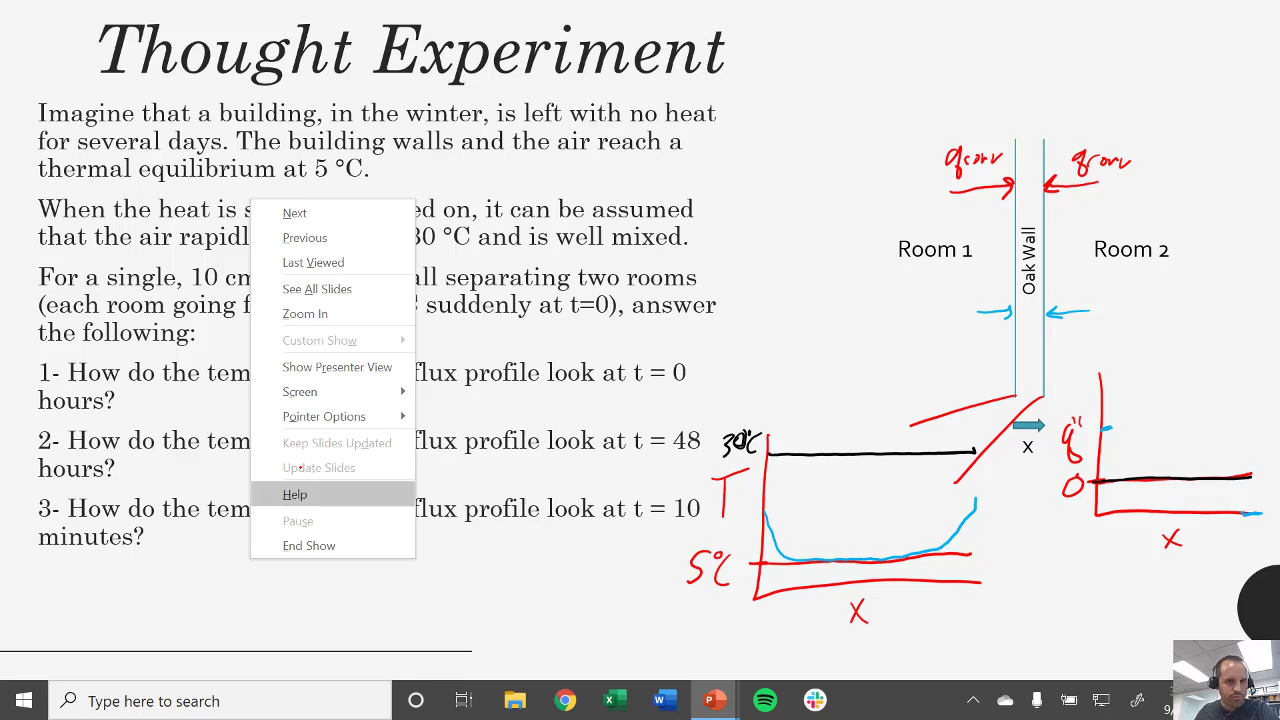 Thought Experiment
Imagine that a building, in the winter, is left with no heat
for several days. The building walls and the air reach a
thermal equilibrium at 5 °C.
When the heat is s ed on, it can be assumed
that the air rapidl 30 °C and is well mixed.
For a single, 10 cm all separating two rooms
(each room going f C suddenly at t=0), answer
the following:
1- How do the tem flux profile look at t = 0
hours?
2- How do the tem flux profile look at t = 48
hours?
3- How do the tem flux profile look at t = 10
minutes?
Next
Previous
Last Viewed
See All Slides
Zoom In
Custom Show
Show Presenter View
Screen
Pointer Options
Keep Slides Updated
Update Slides
Help
Pause
End Show
qconv
qconv
Room 1
Oak Wall
Room 2
x
30°C
T
5°C
x
q"
0
x
Type here to search
9/